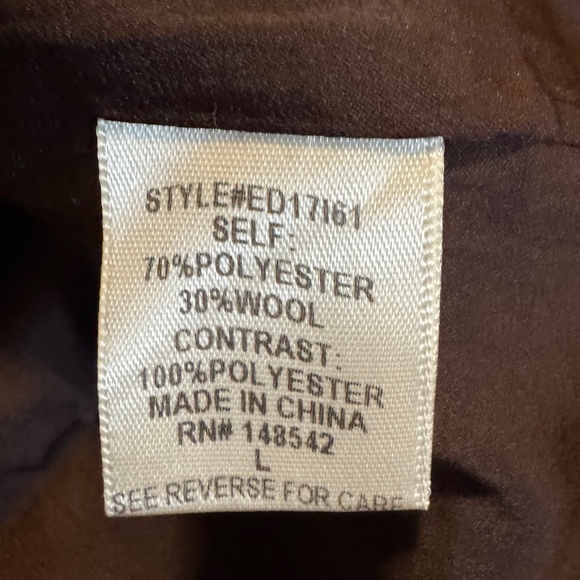 STYLE#ED17I61
SELF:
70%POLYESTER
30%WOOL
CONTRAST:
100%POLYESTER
MADE IN CHINA
RN# 148542
L
SEE REVERSE FOR CARE